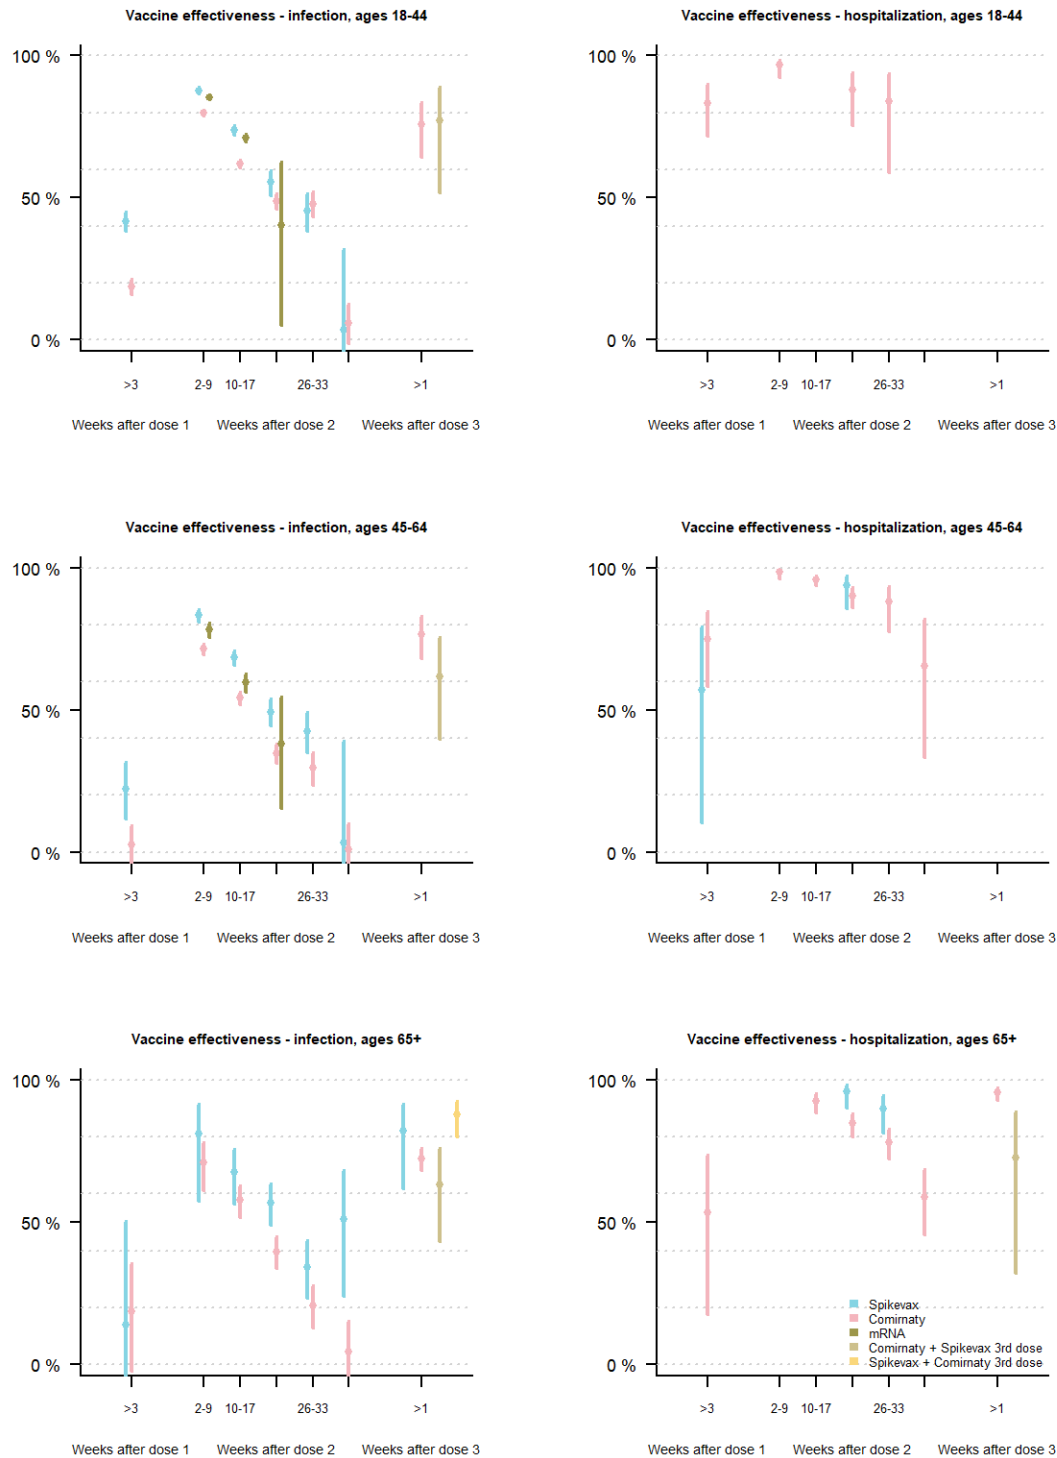 Vaccine effectiveness - infection, ages 18-44
100 %
50 %
0 %
>3 2-9 10-17 26-33 >1
Weeks after dose 1 Weeks after dose 2 Weeks after dose 3
Vaccine effectiveness - hospitalization, ages 18-44
100 %
50 %
0 %
>3 2-9 10-17 26-33 >1
Weeks after dose 1 Weeks after dose 2 Weeks after dose 3
Vaccine effectiveness - infection, ages 45-64
100 %
50 %
0 %
>3 2-9 10-17 26-33 >1
Weeks after dose 1 Weeks after dose 2 Weeks after dose 3
Vaccine effectiveness - hospitalization, ages 45-64
100 %
50 %
0 %
>3 2-9 10-17 26-33 >1
Weeks after dose 1 Weeks after dose 2 Weeks after dose 3
Vaccine effectiveness - infection, ages 65+
100 %
50 %
0 %
>3 2-9 10-17 26-33 >1
Weeks after dose 1 Weeks after dose 2 Weeks after dose 3
Vaccine effectiveness - hospitalization, ages 65+
100 %
50 %
0 %
Spikevax
Comirnaty
mRNA
Comirnaty + Spikevax 3rd dose
Spikevax + Comirnaty 3rd dose
>3 2-9 10-17 26-33 >1
Weeks after dose 1 Weeks after dose 2 Weeks after dose 3